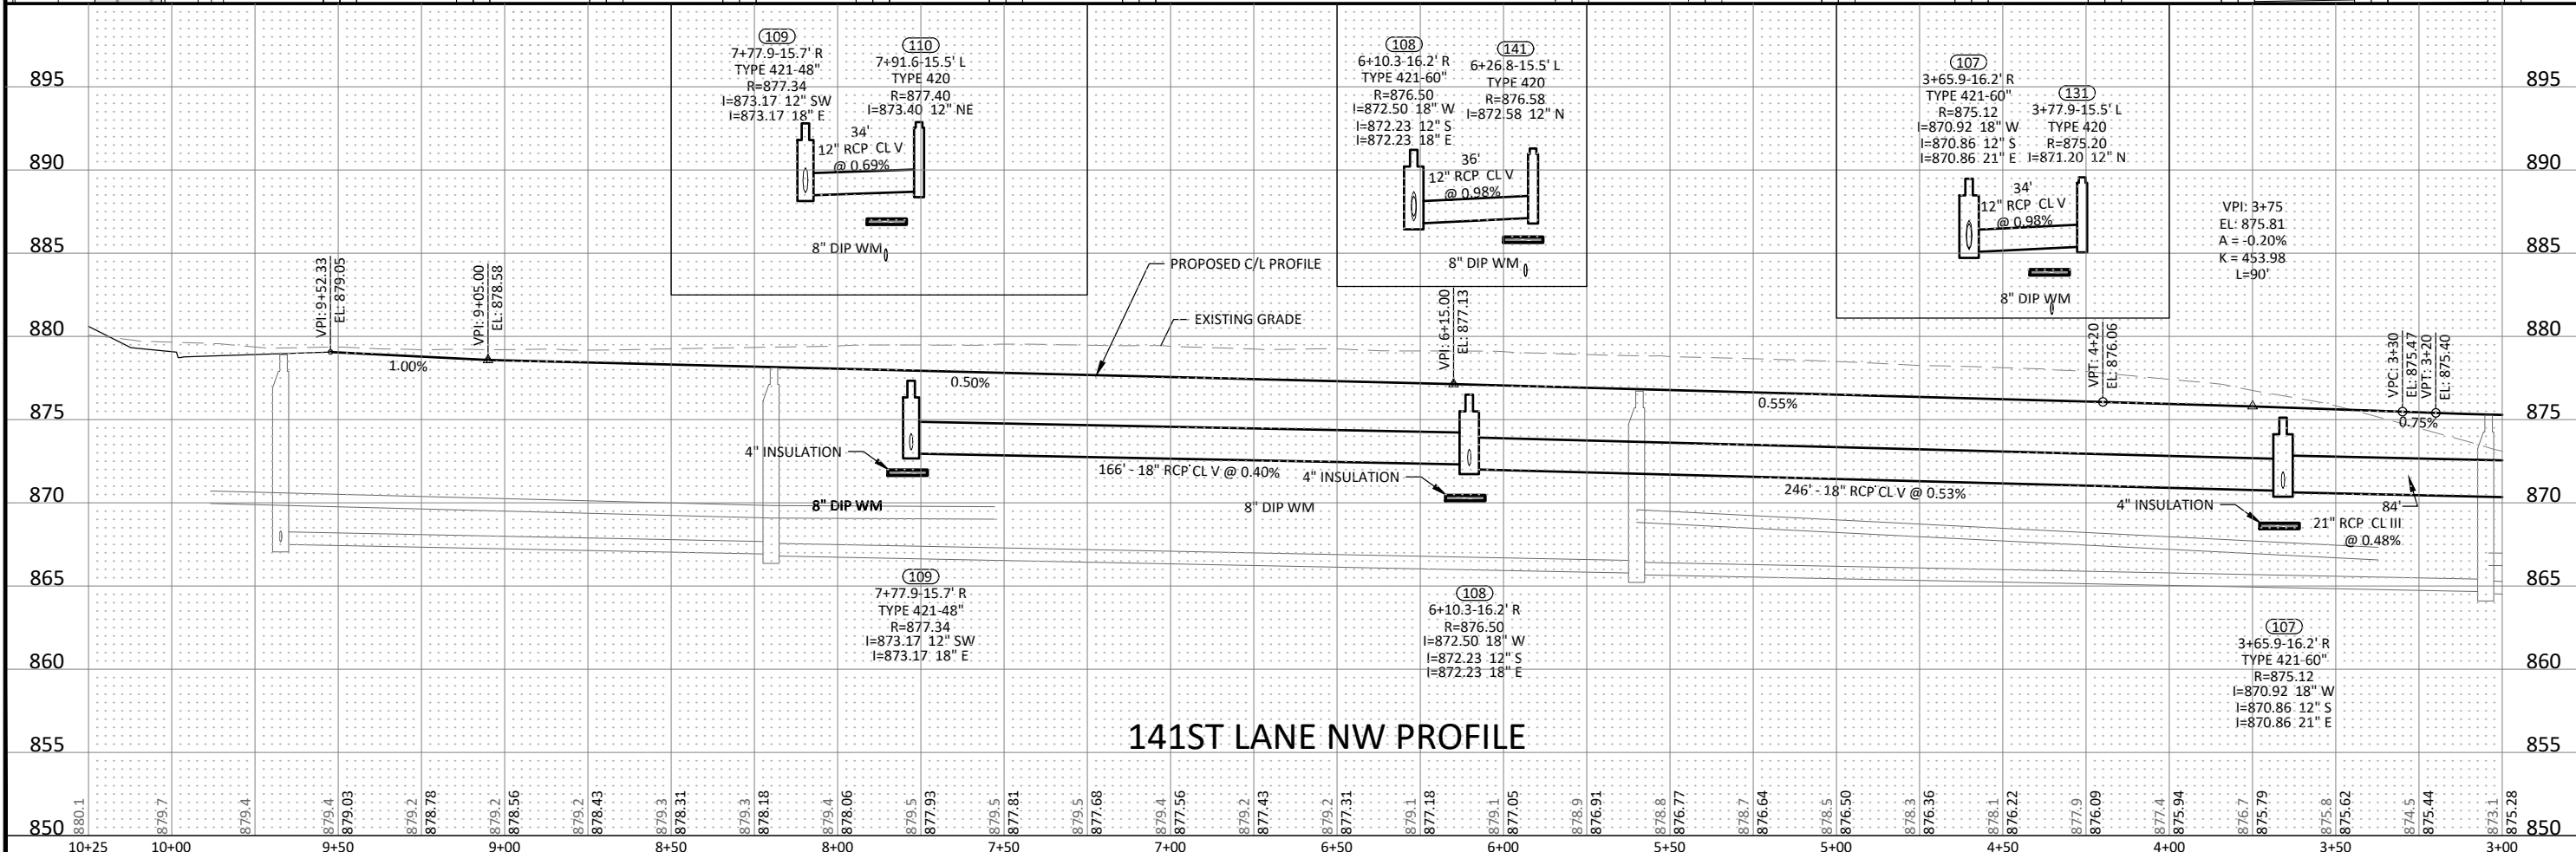 109
7+77.9-15.7' R
TYPE 421-48"
R=877.34
I=873.17 12" SW
I=873.17 18" E
110
7+91.6-15.5' L
TYPE 420
R=877.40
I=873.40 12" NE
34'
12" RCP CL V
@ 0.69%
8" DIP WM
108
6+10.3-16.2' R
TYPE 421-60"
R=876.50
I=872.50 18" W
I=872.23 12" S
I=872.23 18" E
141
6+26.8-15.5' L
TYPE 420
R=876.58
I=872.58 12" N
36'
12" RCP CL V
@ 0.98%
8" DIP WM
107
3+65.9-16.2' R
TYPE 421-60"
R=875.12
I=870.92 18" W
I=870.86 12" S
I=870.86 21" E
131
3+77.9-15.5' L
TYPE 420
R=875.20
I=871.20 12" N
34'
12" RCP CL V
@ 0.98%
8" DIP WM
VPI: 3+75
EL: 875.81
A = -0.20%
K = 453.98
L=90'
895
890
885
880
875
870
865
860
855
850
895
890
885
880
875
870
865
860
855
850
VPI: 9+52.33
EL: 879.05
VPI: 9+05.00
EL: 878.58
PROPOSED C/L PROFILE
EXISTING GRADE
VPI: 6+15.00
EL: 877.13
VPT: 4+20
EL: 876.06
VPC: 3+30
EL: 875.47
VPT: 3+20
EL: 875.40
1.00%
0.50%
0.55%
0.75%
4" INSULATION
166' - 18" RCP CL V @ 0.40%
4" INSULATION
246' - 18" RCP CL V @ 0.53%
4" INSULATION
84'
21" RCP CL III
@ 0.48%
8" DIP WM
8" DIP WM
109
7+77.9-15.7' R
TYPE 421-48"
R=877.34
I=873.17 12" SW
I=873.17 18" E
108
6+10.3-16.2' R
R=876.50
I=872.50 18" W
I=872.23 12" S
I=872.23 18" E
107
3+65.9-16.2' R
TYPE 421-60"
R=875.12
I=870.92 18" W
I=870.86 12" S
I=870.86 21" E
141ST LANE NW PROFILE
880.1
879.7
879.4
879.4
879.03
878.78
879.2
878.56
879.2
878.43
879.3
878.31
879.3
878.18
879.4
878.06
879.5
877.93
879.5
877.81
879.5
877.68
879.4
877.56
879.2
877.43
879.2
877.31
879.1
877.18
879.1
877.05
878.9
876.91
878.8
876.77
878.7
876.64
878.5
876.50
878.3
876.36
878.1
876.22
877.9
876.09
877.4
875.94
876.7
875.79
875.8
875.62
874.5
875.44
873.1
875.28
10+25
10+00
9+50
9+00
8+50
8+00
7+50
7+00
6+50
6+00
5+50
5+00
4+50
4+00
3+50
3+00